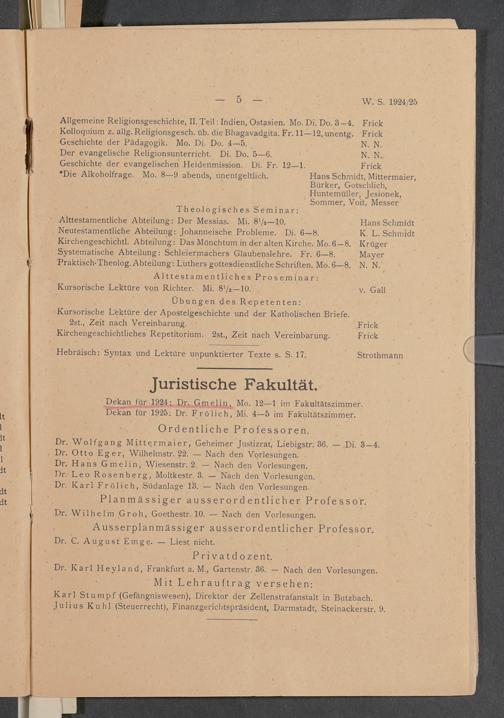 — 5 — W. S. 1924/25
Allgemeine Religionsgeschichte, II. Teil: Indien, Ostasien. Mo. Di. Do. 3—4. Frick
Kolloquium z. allg. Religionsgesch. üb. die Bhagavadgita. Fr. 11—12, unentg. Frick
Geschichte der Pädagogik. Mo. Di. Do. 4—5. N. N.
Der evangelische Religionsunterricht. Di. Do. 5—6. N. N.
Geschichte der evangelischen Heidenmission. Di. Fr. 12—1. Frick
*Die Alkoholfrage. Mo. 8—9 abends, unentgeltlich. Hans Schmidt, Mittermaier,
Bürker, Gotschlich,
Huntemüller, Jesionek,
Sommer, Voit, Messer
Theologisches Seminar:
Alttestamentliche Abteilung: Der Messias. Mi. 8¹/₂—10. Hans Schmidt
Neutestamentliche Abteilung: Johanneische Probleme. Di. 6—8. K. L. Schmidt
Kirchengeschichtl. Abteilung: Das Mönchtum in der alten Kirche. Mo. 6—8. Krüger
Systematische Abteilung: Schleiermachers Glaubenslehre. Fr. 6—8. Mayer
Praktisch-Theolog. Abteilung: Luthers gottesdienstliche Schriften. Mo. 6—8. N. N.
Alttestamentliches Proseminar:
Kursorische Lektüre von Richter. Mi. 8¹/₂—10. v. Gall
Übungen des Repetenten:
Kursorische Lektüre der Apostelgeschichte und der Katholischen Briefe.
2st., Zeit nach Vereinbarung. Frick
Kirchengeschichtliches Repetitorium. 2st., Zeit nach Vereinbarung. Frick
Hebräisch: Syntax und Lektüre unpunktierter Texte s. S. 17. Strothmann
Juristische Fakultät.
Dekan für 1924: Dr. Gmelin, Mo. 12—1 im Fakultätszimmer.
Dekan für 1925: Dr. Frölich, Mi. 4—5 im Fakultätszimmer.
Ordentliche Professoren.
Dr. Wolfgang Mittermaier, Geheimer Justizrat, Liebigstr. 36. — Di. 3—4.
Dr. Otto Eger, Wilhelmstr. 22. — Nach den Vorlesungen.
Dr. Hans Gmelin, Wiesenstr. 2. — Nach den Vorlesungen.
Dr. Leo Rosenberg, Moltkestr. 3. — Nach den Vorlesungen.
Dr. Karl Frölich, Südanlage 13. — Nach den Vorlesungen.
Planmässiger ausserordentlicher Professor.
Dr. Wilhelm Groh, Goethestr. 10. — Nach den Vorlesungen.
Ausserplanmässiger ausserordentlicher Professor.
Dr. C. August Emge. — Liest nicht.
Privatdozent.
Dr. Karl Heyland, Frankfurt a. M., Gartenstr. 36. — Nach den Vorlesungen.
Mit Lehrauftrag versehen:
Karl Stumpf (Gefängniswesen), Direktor der Zellenstrafanstalt in Butzbach.
Julius Kuhl (Steuerrecht), Finanzgerichtspräsident, Darmstadt, Steinackerstr. 9.